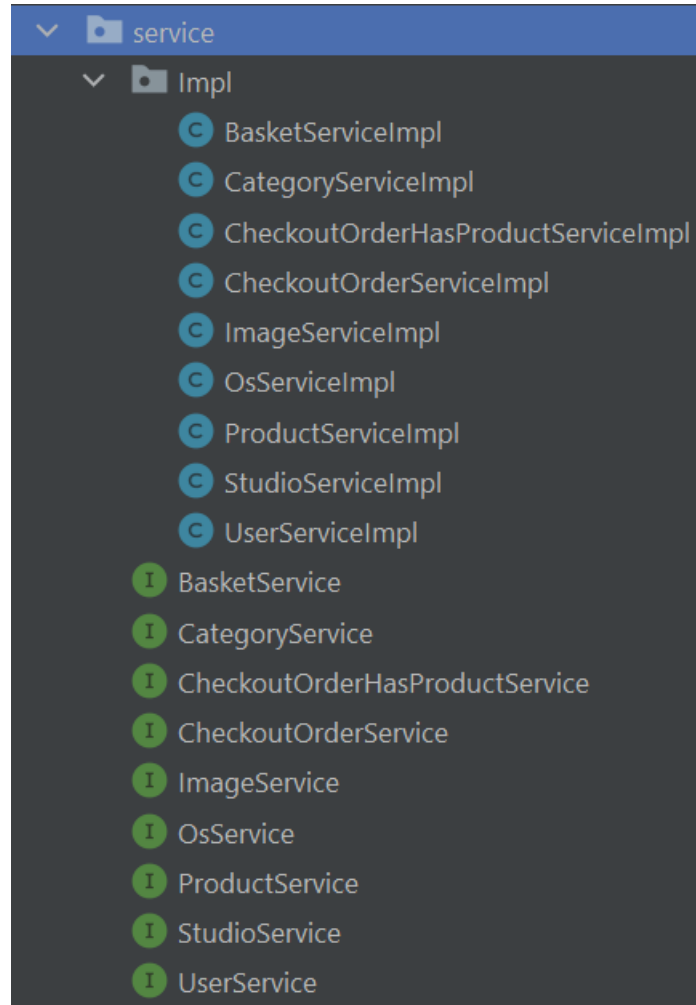 service
Impl
C BasketServiceImpl
C CategoryServiceImpl
C CheckoutOrderHasProductServiceImpl
C CheckoutOrderServiceImpl
C ImageServiceImpl
C OsServiceImpl
C ProductServiceImpl
C StudioServiceImpl
C UserServiceImpl
I BasketService
I CategoryService
I CheckoutOrderHasProductService
I CheckoutOrderService
I ImageService
I OsService
I ProductService
I StudioService
I UserService